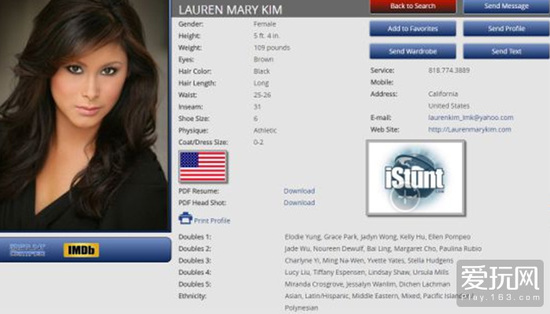 LAUREN MARY KIM
Back to Search Send Message
Gender: Female
Height: 5 ft. 4 in.
Add to Favorites Send Profile
Weight: 109 pounds
Eyes: Brown
Send Wardrobe Send Text
Hair Color: Black
Hair Length: Long
Service: 818.774.3889
Waist: 25-26
Mobile:
Inseam: 31
Address: California
Shoe Size: 6
United States
Physique: Athletic
E-mail: laurenkim_lmk@yahoo.com
Coat/Dress Size: 0-2
Web Site: http://Laurenmarykim.com
iStunt
PDF Resume: Download
PDF Head Shot: Download
Print Profile
Doubles 1: Elodie Yung, Grace Park, Jadyn Wong, Kelly Hu, Ellen Pompeo
IMDb
Doubles 2: Jade Wu, Noureen Dewulf, Bai Ling, Margaret Cho, Paulina Rubio
Doubles 3: Charlyne Yi, Ming Na-Wen, Yvette Yates, Stella Hudgens
Doubles 4: Lucy Liu, Tiffany Espensen, Lindsay Shaw, Ursula Mills
Doubles 5: Miranda Crosgrove, Jessalyn Wanlim, Dichen Lachman
Ethnicity: Asian, Latin/Hispanic, Middle Eastern, Mixed, Pacific Islander /
Polynesian
爱玩网
play.163.com